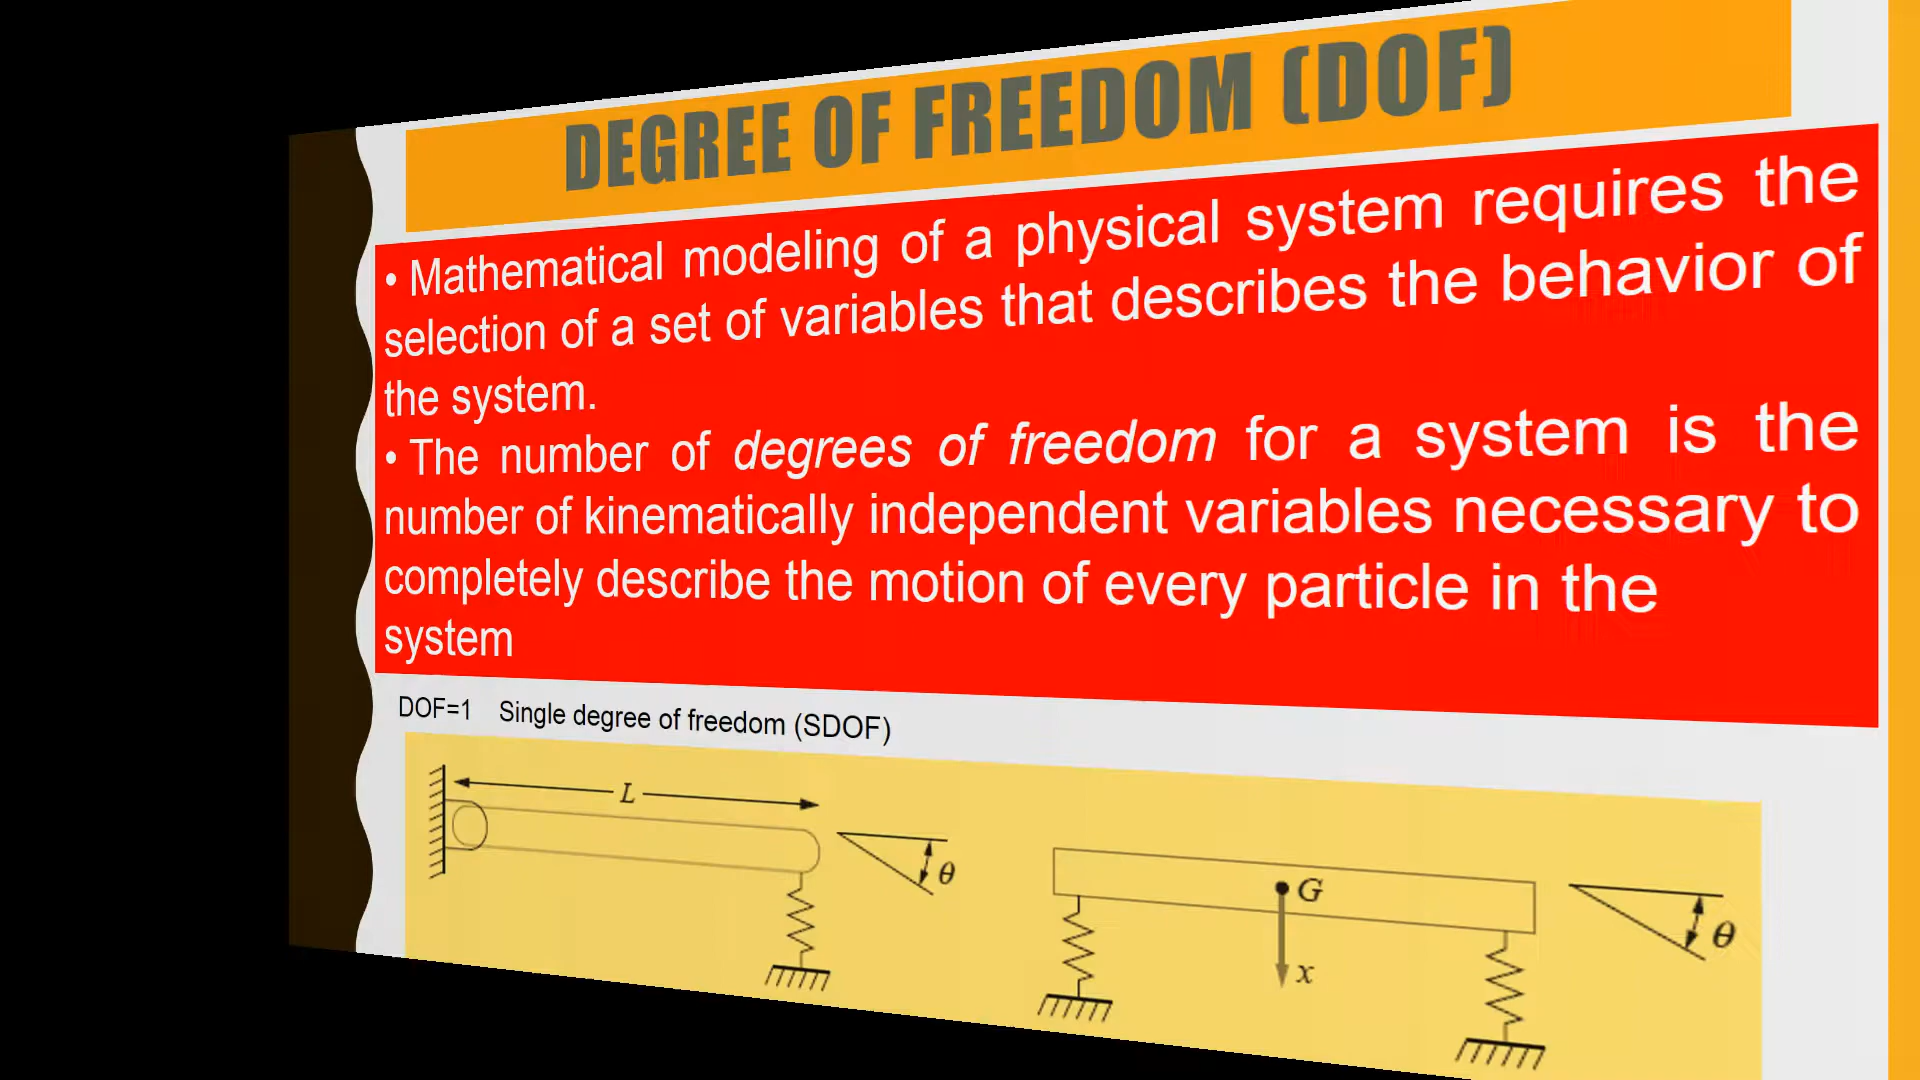 DEGREE OF FREEDOM (DOF)
• Mathematical modeling of a physical system requires the
selection of a set of variables that describes the behavior of
the system.
• The number of degrees of freedom for a system is the
number of kinematically independent variables necessary to
completely describe the motion of every particle in the
system
DOF=1 Single degree of freedom (SDOF)
L
θ
G
x
θ